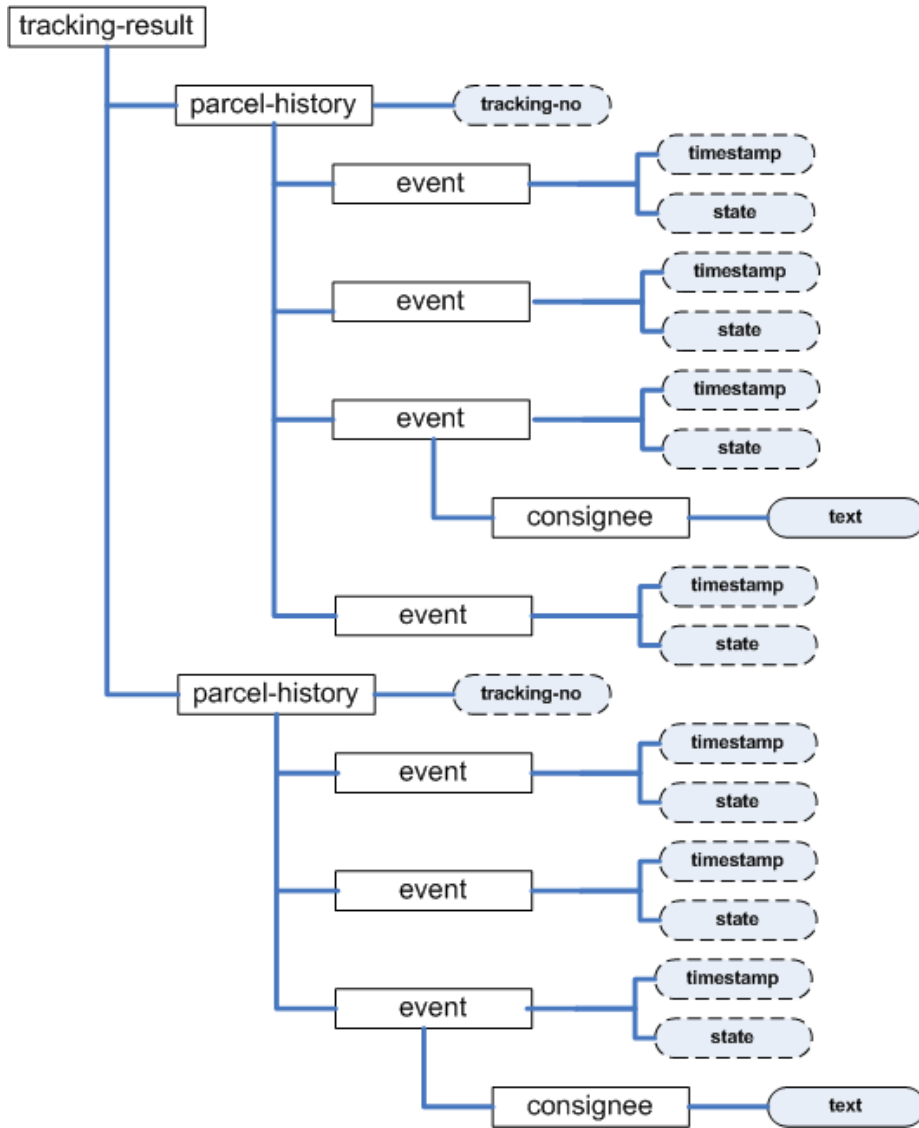 tracking-result
parcel-history
tracking-no
event
timestamp
state
event
timestamp
state
event
timestamp
state
consignee
text
event
timestamp
state
parcel-history
tracking-no
event
timestamp
state
event
timestamp
state
event
timestamp
state
consignee
text